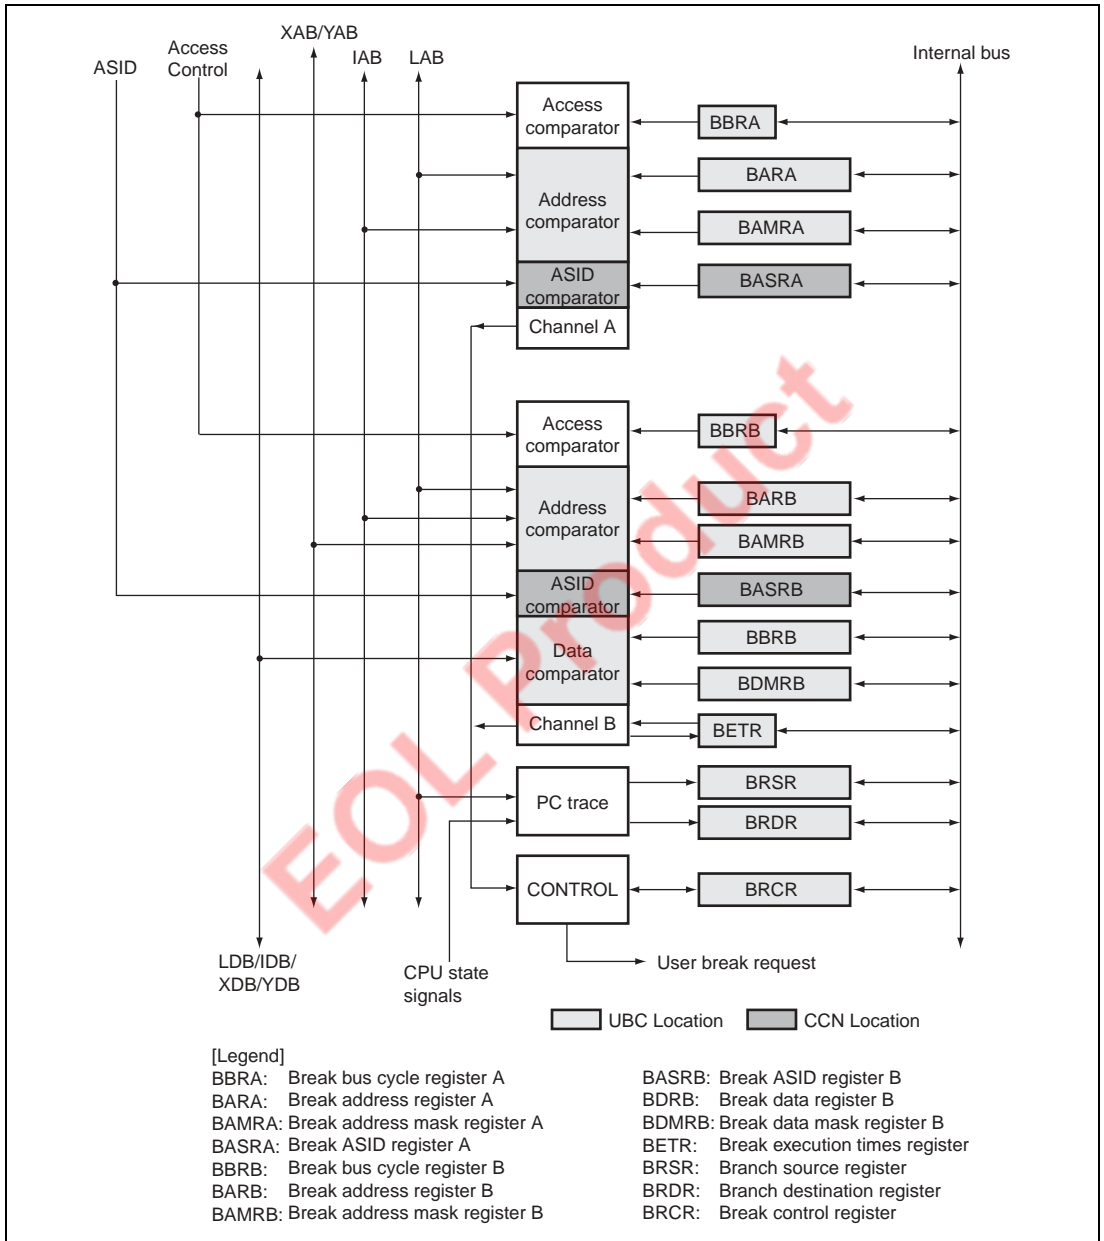 XAB/YAB
Access
Control
ASID
IAB
LAB
Internal bus
Access
comparator
BBRA
BARA
Address
comparator
BAMRA
ASID
comparator
BASRA
Channel A
Access
comparator
BBRB
BARB
Address
comparator
BAMRB
ASID
comparator
BASRB
BBRB
Data
comparator
BDMRB
Channel B
BETR
BRSR
PC trace
BRDR
CONTROL
BRCR
LDB/IDB/
XDB/YDB
CPU state
signals
User break request
UBC Location
CCN Location
EOL Product
[Legend]
BBRA: Break bus cycle register A
BARA: Break address register A
BAMRA: Break address mask register A
BASRA: Break ASID register A
BBRB: Break bus cycle register B
BARB: Break address register B
BAMRB: Break address mask register B
BASRB: Break ASID register B
BDRB: Break data register B
BDMRB: Break data mask register B
BETR: Break execution times register
BRSR: Branch source register
BRDR: Branch destination register
BRCR: Break control register